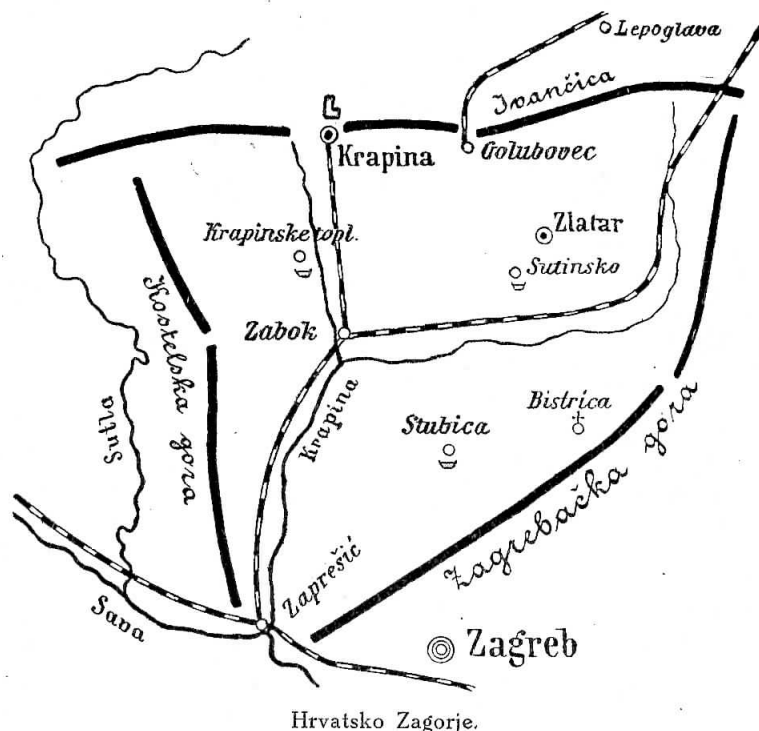 Lepoglava
Ivančica
L
Krapina
Golubovec
Zlatar
Krapinske topl.
Sutinsko
Kostelska gora
Zabok
Sutla
Krapina
Stubica
Bistrica
Zagrebačka gora
Zaprešić
Sava
Zagreb
Hrvatsko Zagorje.